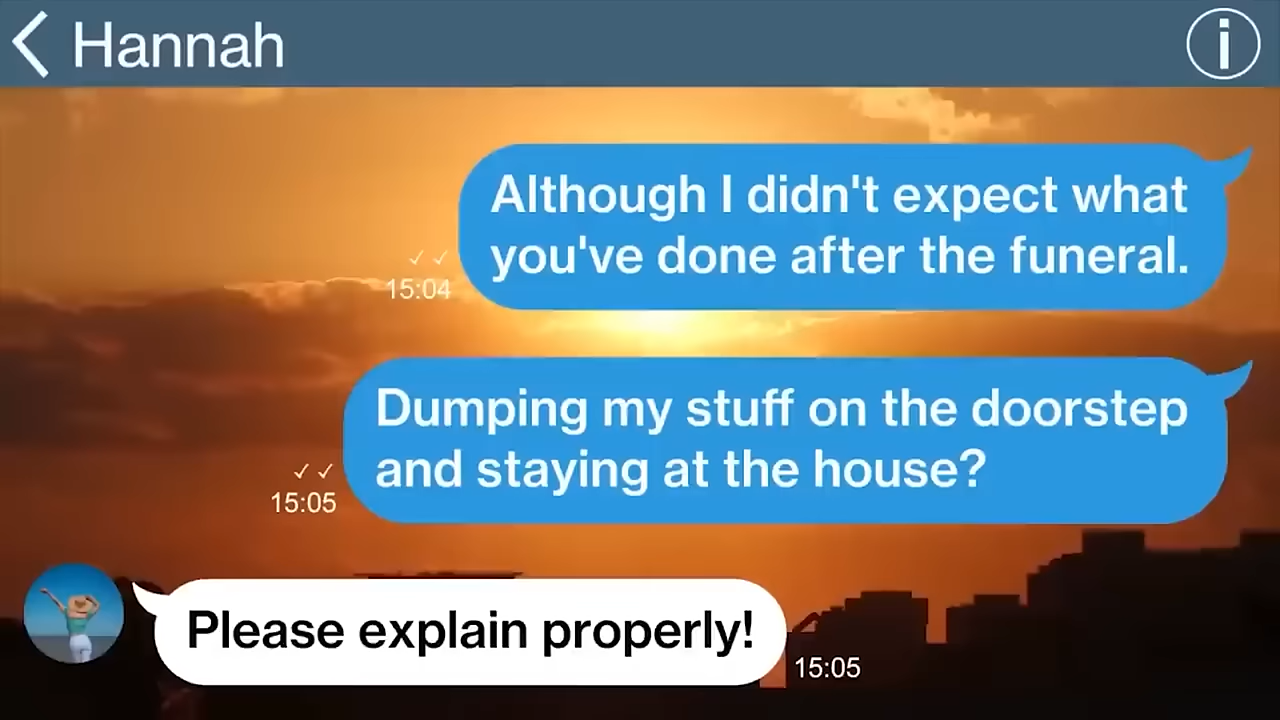 Hannah
Although I didn't expect what
you've done after the funeral.
15:04
Dumping my stuff on the doorstep
and staying at the house?
15:05
Please explain properly!
15:05